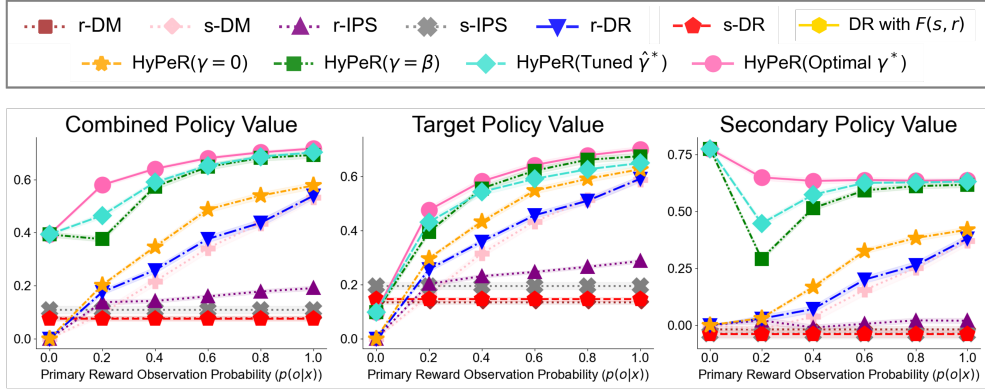 r-DM s-DM r-IPS s-IPS r-DR s-DR DR with F(s, r)
HyPeR(γ = 0) HyPeR(γ = β) HyPeR(Tuned γ̂*) HyPeR(Optimal γ*)
Combined Policy Value Target Policy Value Secondary Policy Value
0.6 0.4 0.2 0.0
0.6 0.4 0.2 0.0
0.75 0.50 0.25 0.00
0.0 0.2 0.4 0.6 0.8 1.0 0.0 0.2 0.4 0.6 0.8 1.0 0.0 0.2 0.4 0.6 0.8 1.0
Primary Reward Observation Probability (p(o|x)) Primary Reward Observation Probability (p(o|x)) Primary Reward Observation Probability (p(o|x))